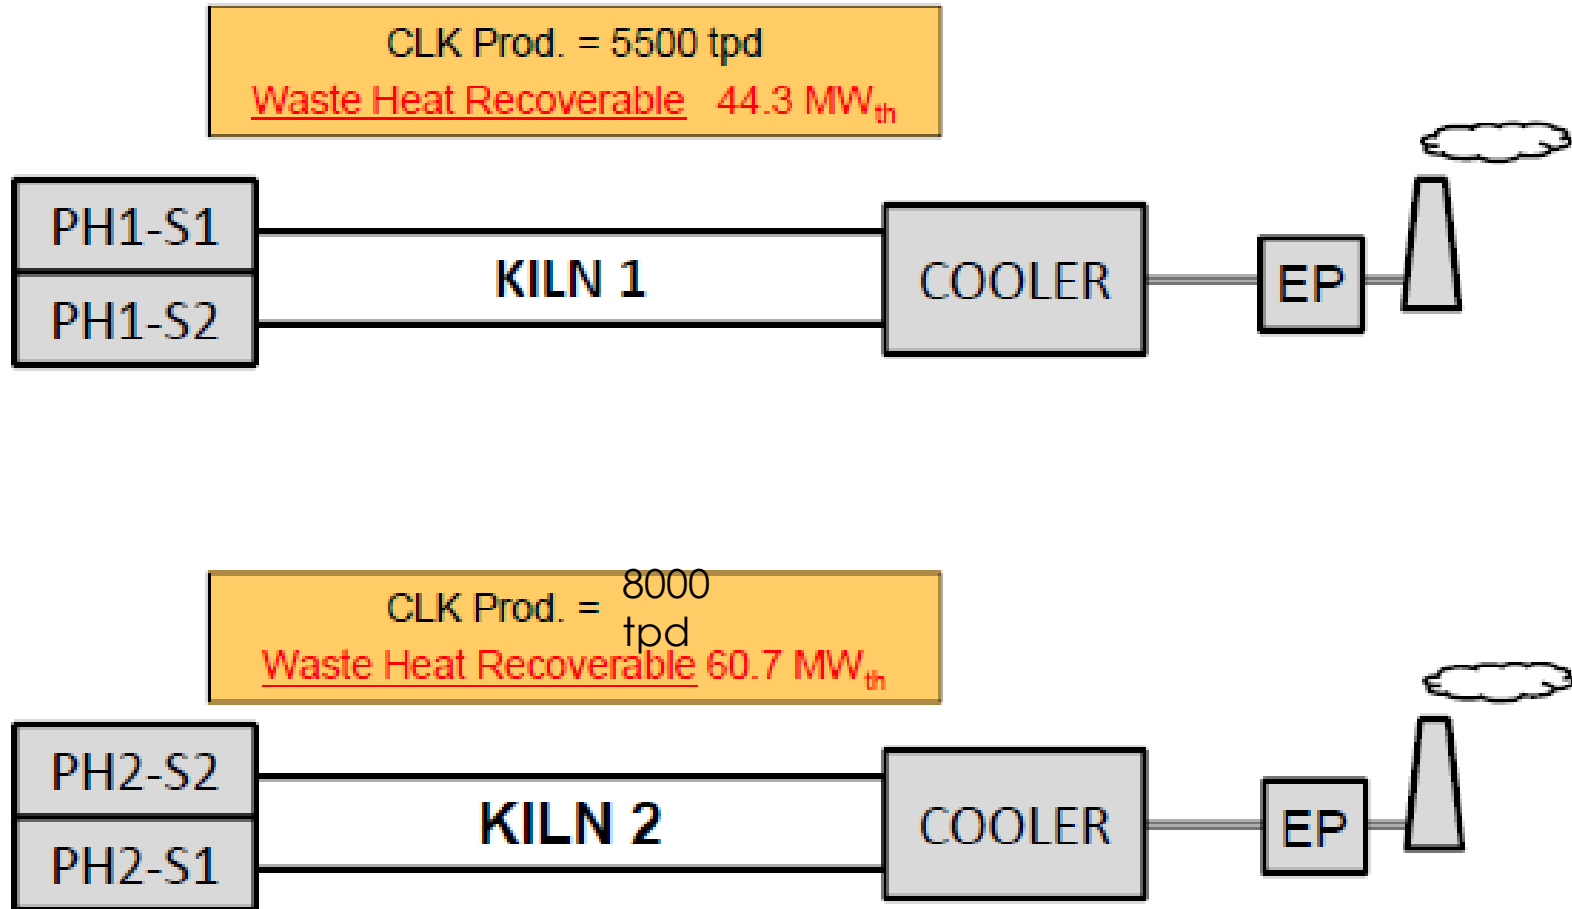 CLK Prod. = 5500 tpd
Waste Heat Recoverable 44.3 MWth
PH1-S1
PH1-S2
KILN 1
COOLER
EP
CLK Prod. = 8000
tpd
Waste Heat Recoverable 60.7 MWth
PH2-S2
PH2-S1
KILN 2
COOLER
EP